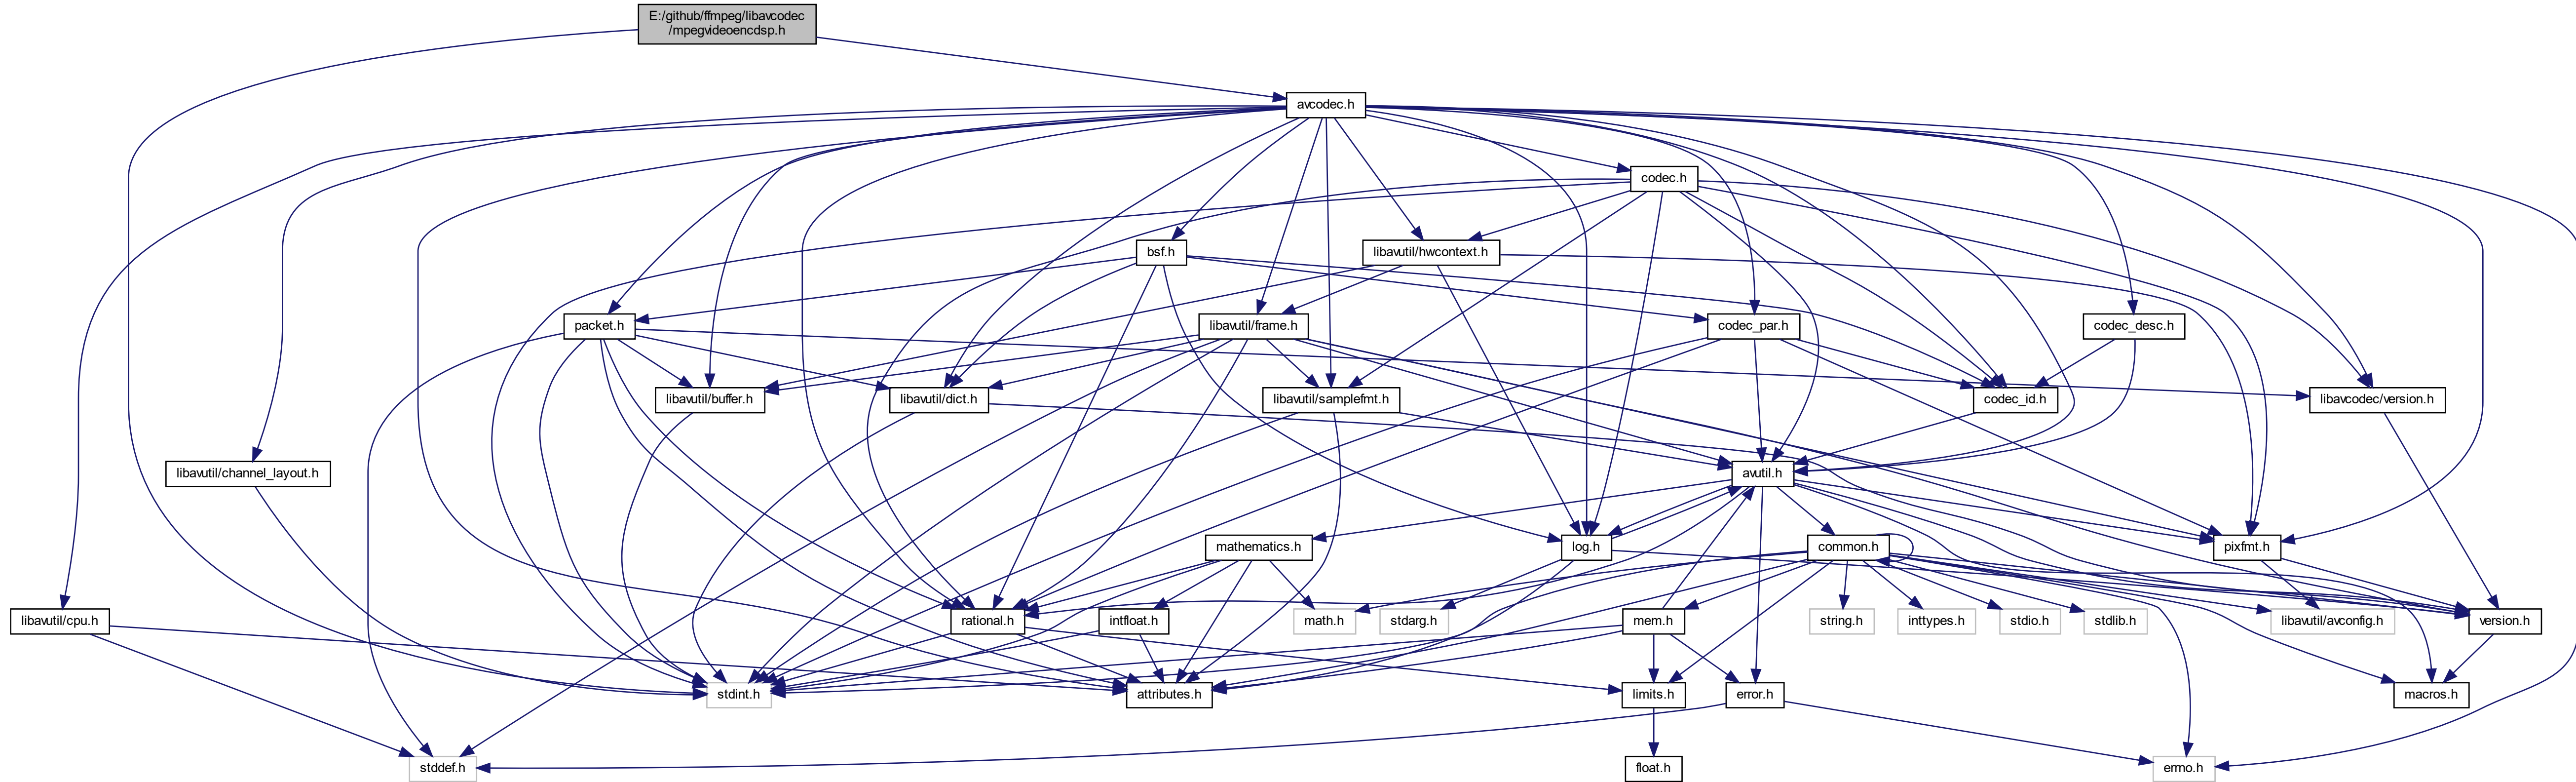 E:/github/ffmpeg/libavcodec
/mpegvideoencdsp.h
avcodec.h
codec.h
bsf.h
libavutil/hwcontext.h
packet.h
libavutil/frame.h
codec_par.h
codec_desc.h
libavutil/buffer.h
libavutil/dict.h
libavutil/samplefmt.h
codec_id.h
libavcodec/version.h
libavutil/channel_layout.h
avutil.h
mathematics.h
log.h
common.h
pixfmt.h
libavutil/cpu.h
rational.h
intfloat.h
math.h
stdarg.h
mem.h
string.h
inttypes.h
stdio.h
stdlib.h
libavutil/avconfig.h
version.h
stdint.h
attributes.h
limits.h
error.h
macros.h
stddef.h
float.h
errno.h